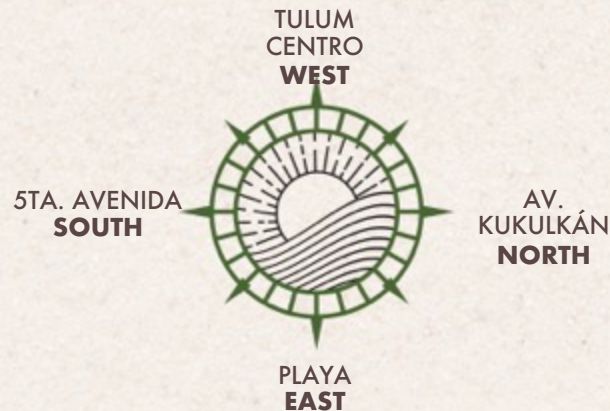 TULUM
CENTRO
WEST
5TA. AVENIDA
SOUTH
AV.
KUKULKÁN
NORTH
PLAYA
EAST